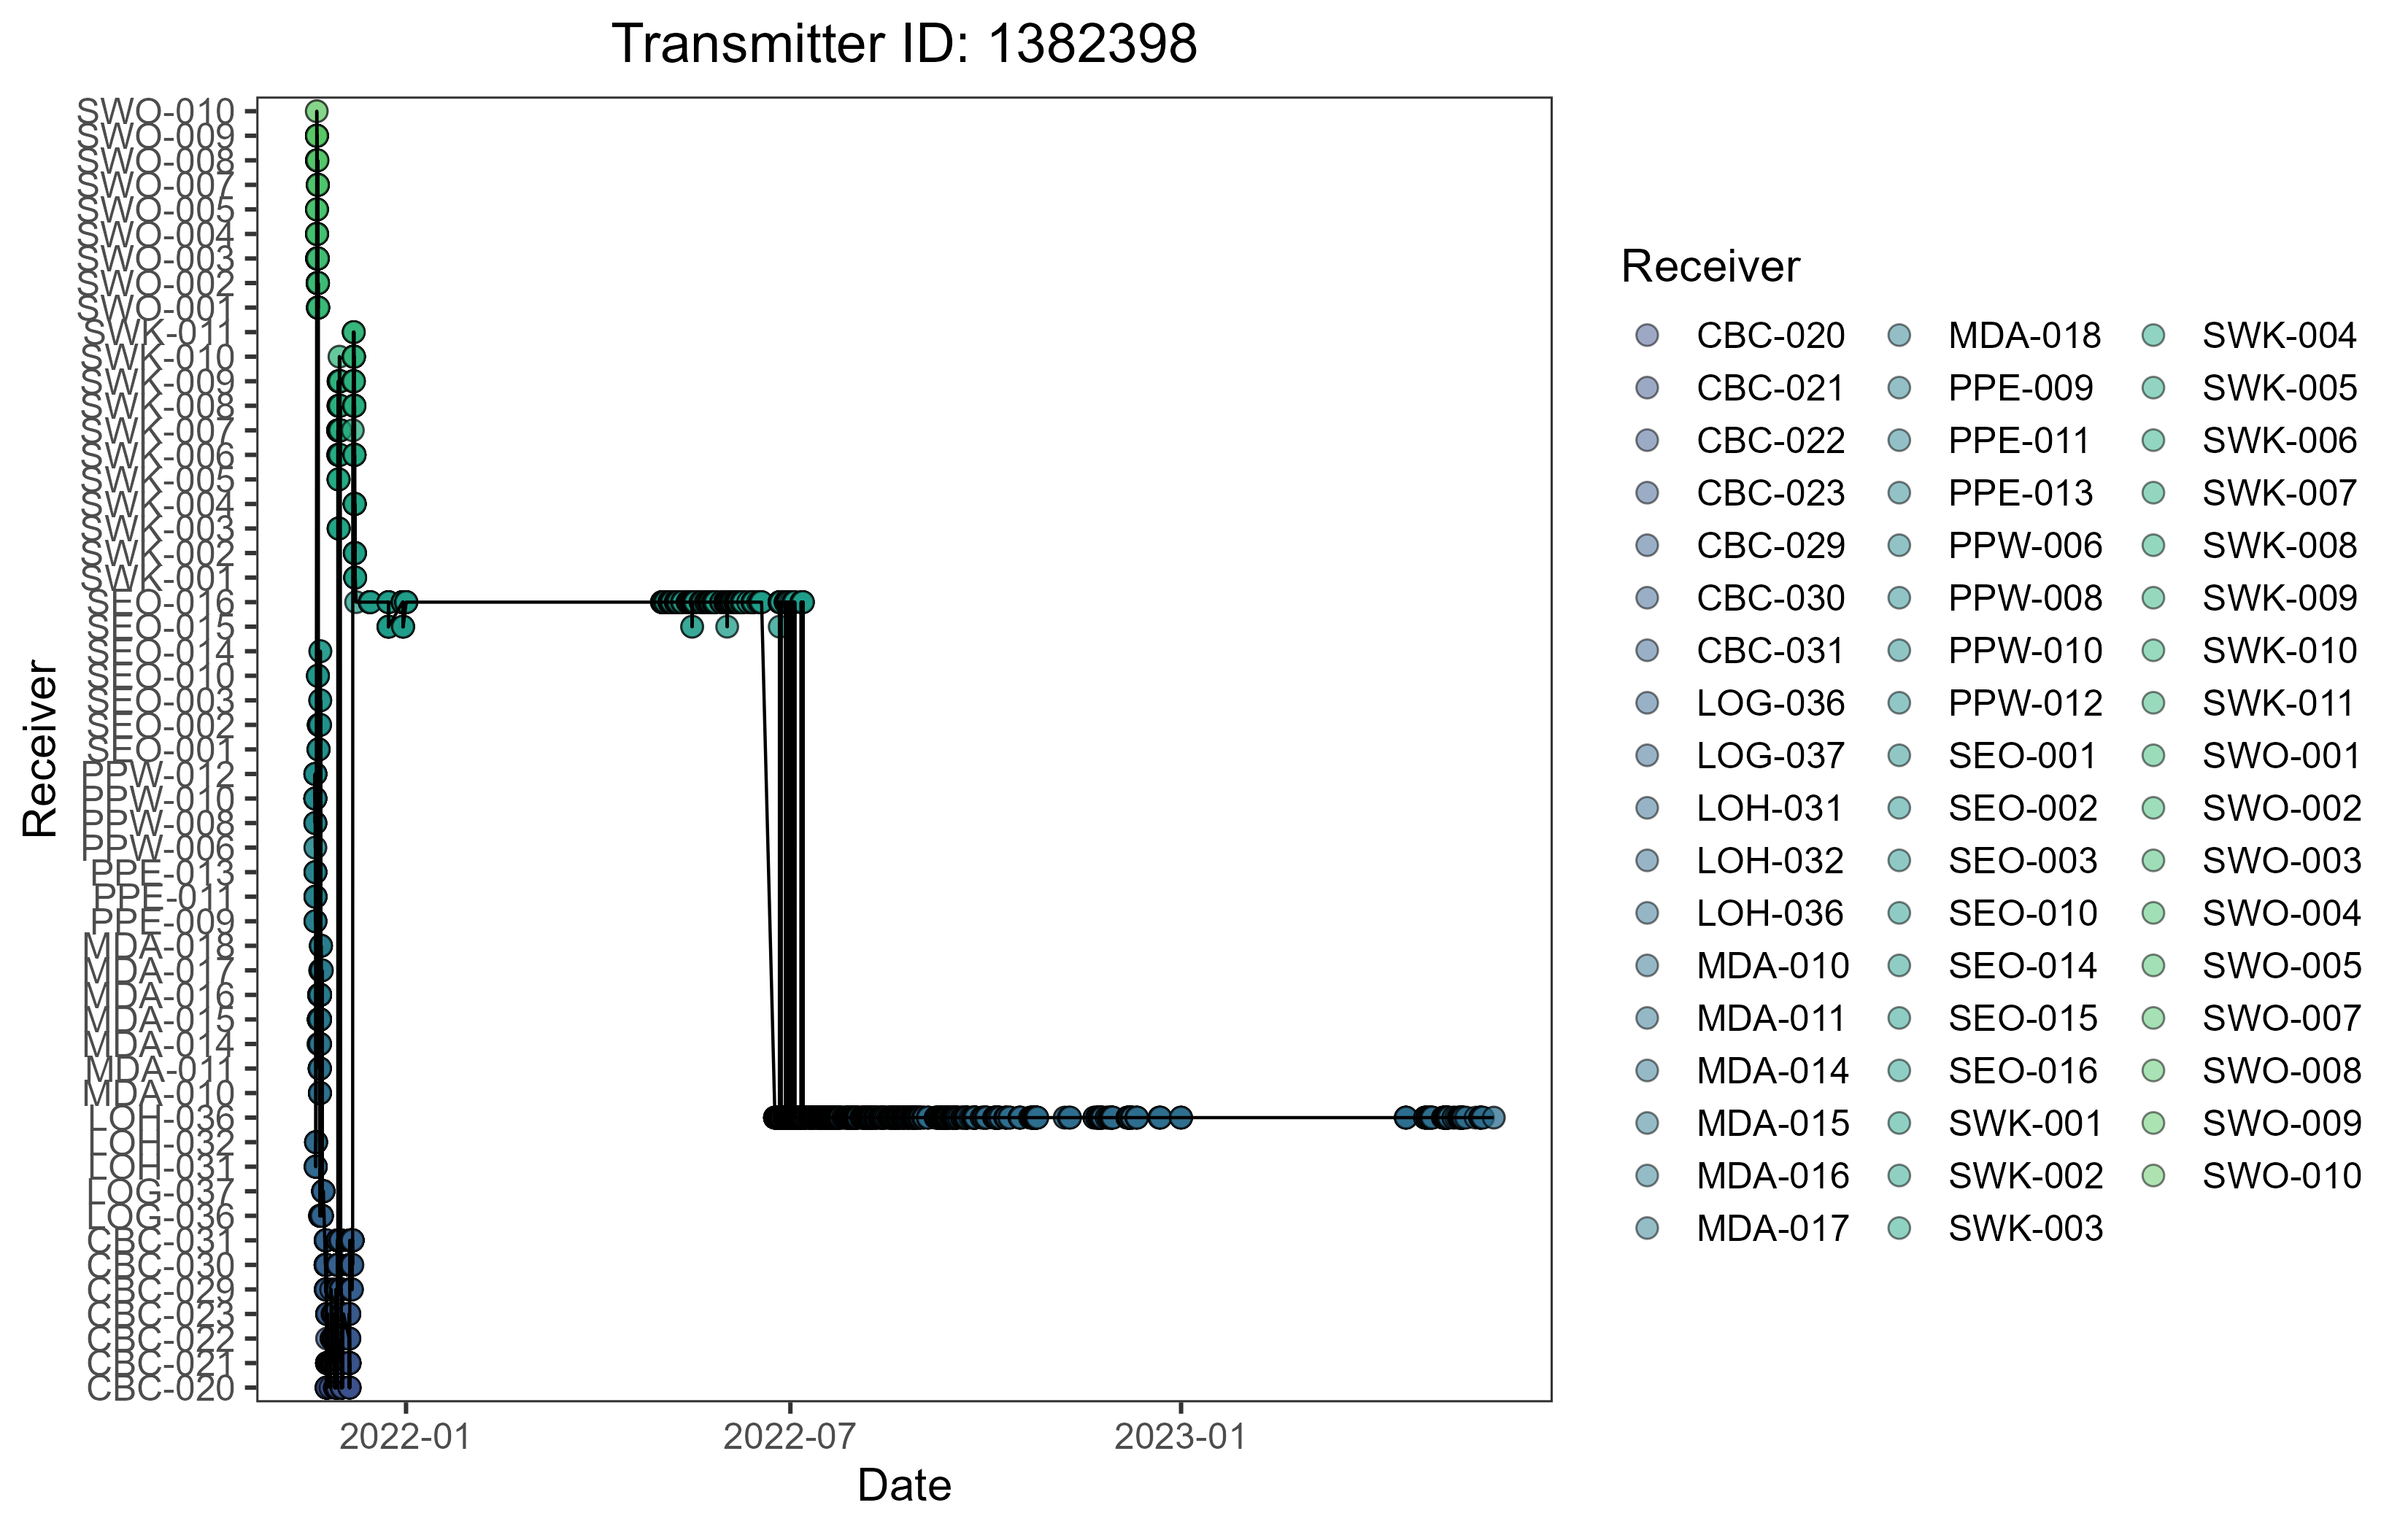 Transmitter ID: 1382398
Receiver
SWO-010
SWO-009
SWO-008
SWO-007
SWO-005
SWO-004
SWO-003
SWO-002
SWO-001
SWK-011
SWK-010
SWK-009
SWK-008
SWK-007
SWK-006
SWK-005
SWK-004
SWK-003
SWK-002
SWK-001
SEO-016
SEO-015
SEO-014
SEO-010
SEO-003
SEO-002
SEO-001
PPW-012
PPW-010
PPW-008
PPW-006
PPE-013
PPE-011
PPE-009
MDA-018
MDA-017
MDA-016
MDA-015
MDA-014
MDA-011
MDA-010
LOH-036
LOH-032
LOH-031
LOG-037
LOG-036
CBC-031
CBC-030
CBC-029
CBC-023
CBC-022
CBC-021
CBC-020
2022-01 2022-07 2023-01
Date
Receiver
CBC-020 MDA-018 SWK-004
CBC-021 PPE-009 SWK-005
CBC-022 PPE-011 SWK-006
CBC-023 PPE-013 SWK-007
CBC-029 PPW-006 SWK-008
CBC-030 PPW-008 SWK-009
CBC-031 PPW-010 SWK-010
LOG-036 PPW-012 SWK-011
LOG-037 SEO-001 SWO-001
LOH-031 SEO-002 SWO-002
LOH-032 SEO-003 SWO-003
LOH-036 SEO-010 SWO-004
MDA-010 SEO-014 SWO-005
MDA-011 SEO-015 SWO-007
MDA-014 SEO-016 SWO-008
MDA-015 SWK-001 SWO-009
MDA-016 SWK-002 SWO-010
MDA-017 SWK-003